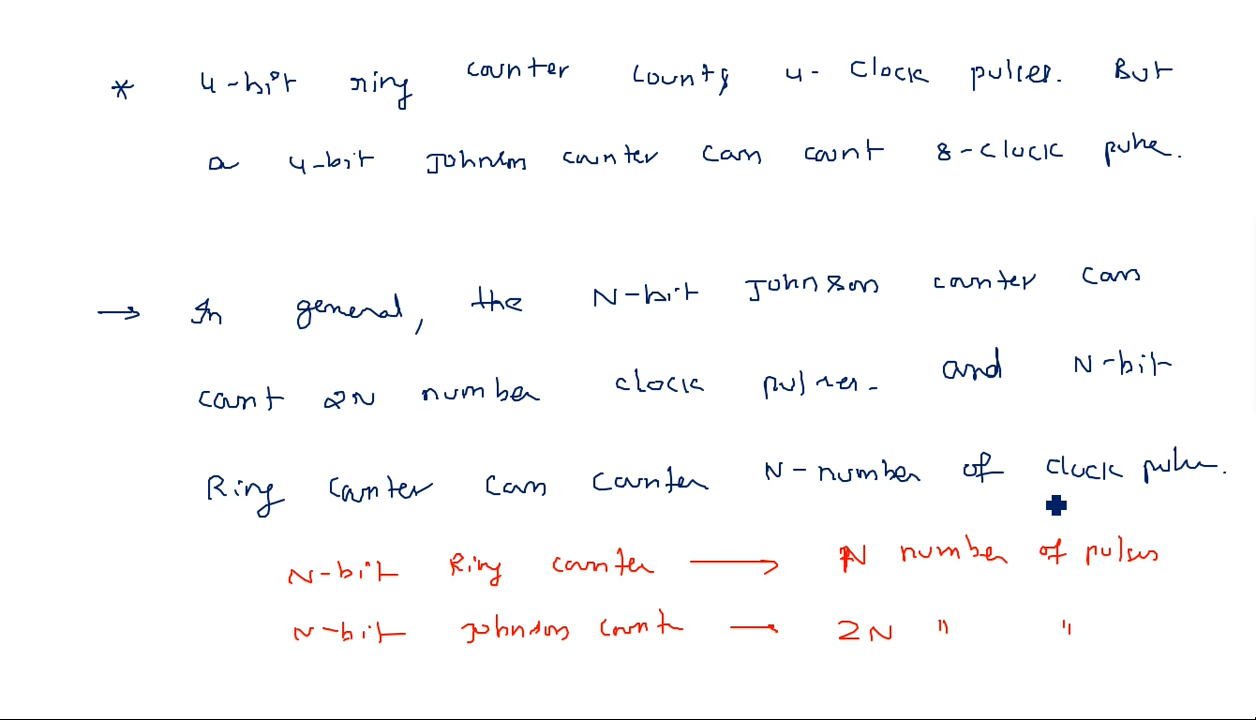 * 4-bit ring counter counts 4- clock pulses. But
a 4-bit Johnson counter can count 8-clock pulse.
→ In general, the N-bit Johnson counter can
count 2N number clock pulses. and N-bit
Ring counter can counter N-number of clock pulse.
N-bit Ring counter → N number of pulses
N-bit Johnson count → 2N " "